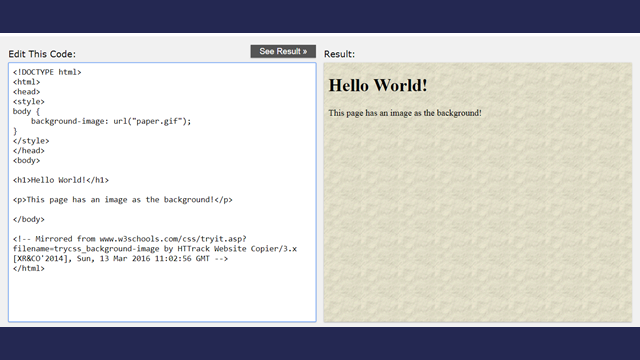 Edit This Code:
See Result »
<!DOCTYPE html>
<html>
<head>
<style>
body {
    background-image: url("paper.gif");
}
</style>
</head>
<body>

<h1>Hello World!</h1>

<p>This page has an image as the background!</p>

</body>

<!-- Mirrored from www.w3schools.com/css/tryit.asp?
filename=trycss_background-image by HTTrack Website Copier/3.x
[XR&CO'2014], Sun, 13 Mar 2016 11:02:56 GMT -->
</html>
Result:
Hello World!
This page has an image as the background!